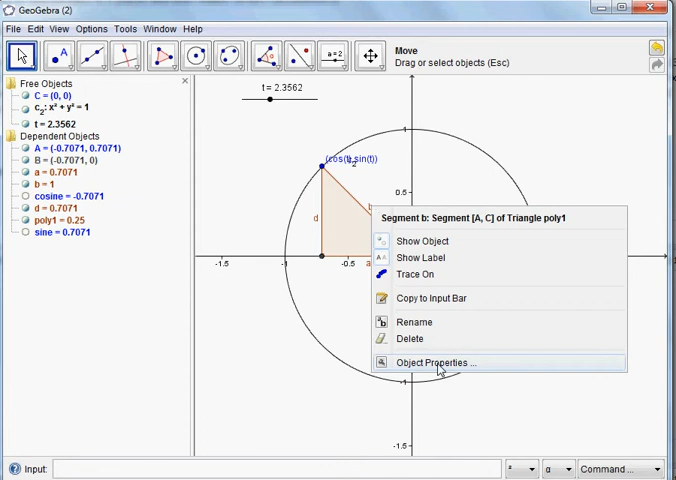 GeoGebra (2)
File Edit View Options Tools Window Help
Move
Drag or select objects (Esc)
Free Objects
C = (0, 0)
c₂: x² + y² = 1
t = 2.3562
Dependent Objects
A = (-0.7071, 0.7071)
B = (-0.7071, 0)
a = 0.7071
b = 1
cosine = -0.7071
d = 0.7071
poly1 = 0.25
sine = 0.7071
t = 2.3562
1
(cos(t),sin(t))
0.5
d
b
a
-1.5
-1
-0.5
-1
-1.5
Segment b: Segment [A, C] of Triangle poly1
Show Object
Show Label
Trace On
Copy to Input Bar
Rename
Delete
Object Properties ...
Input:
α
Command ...